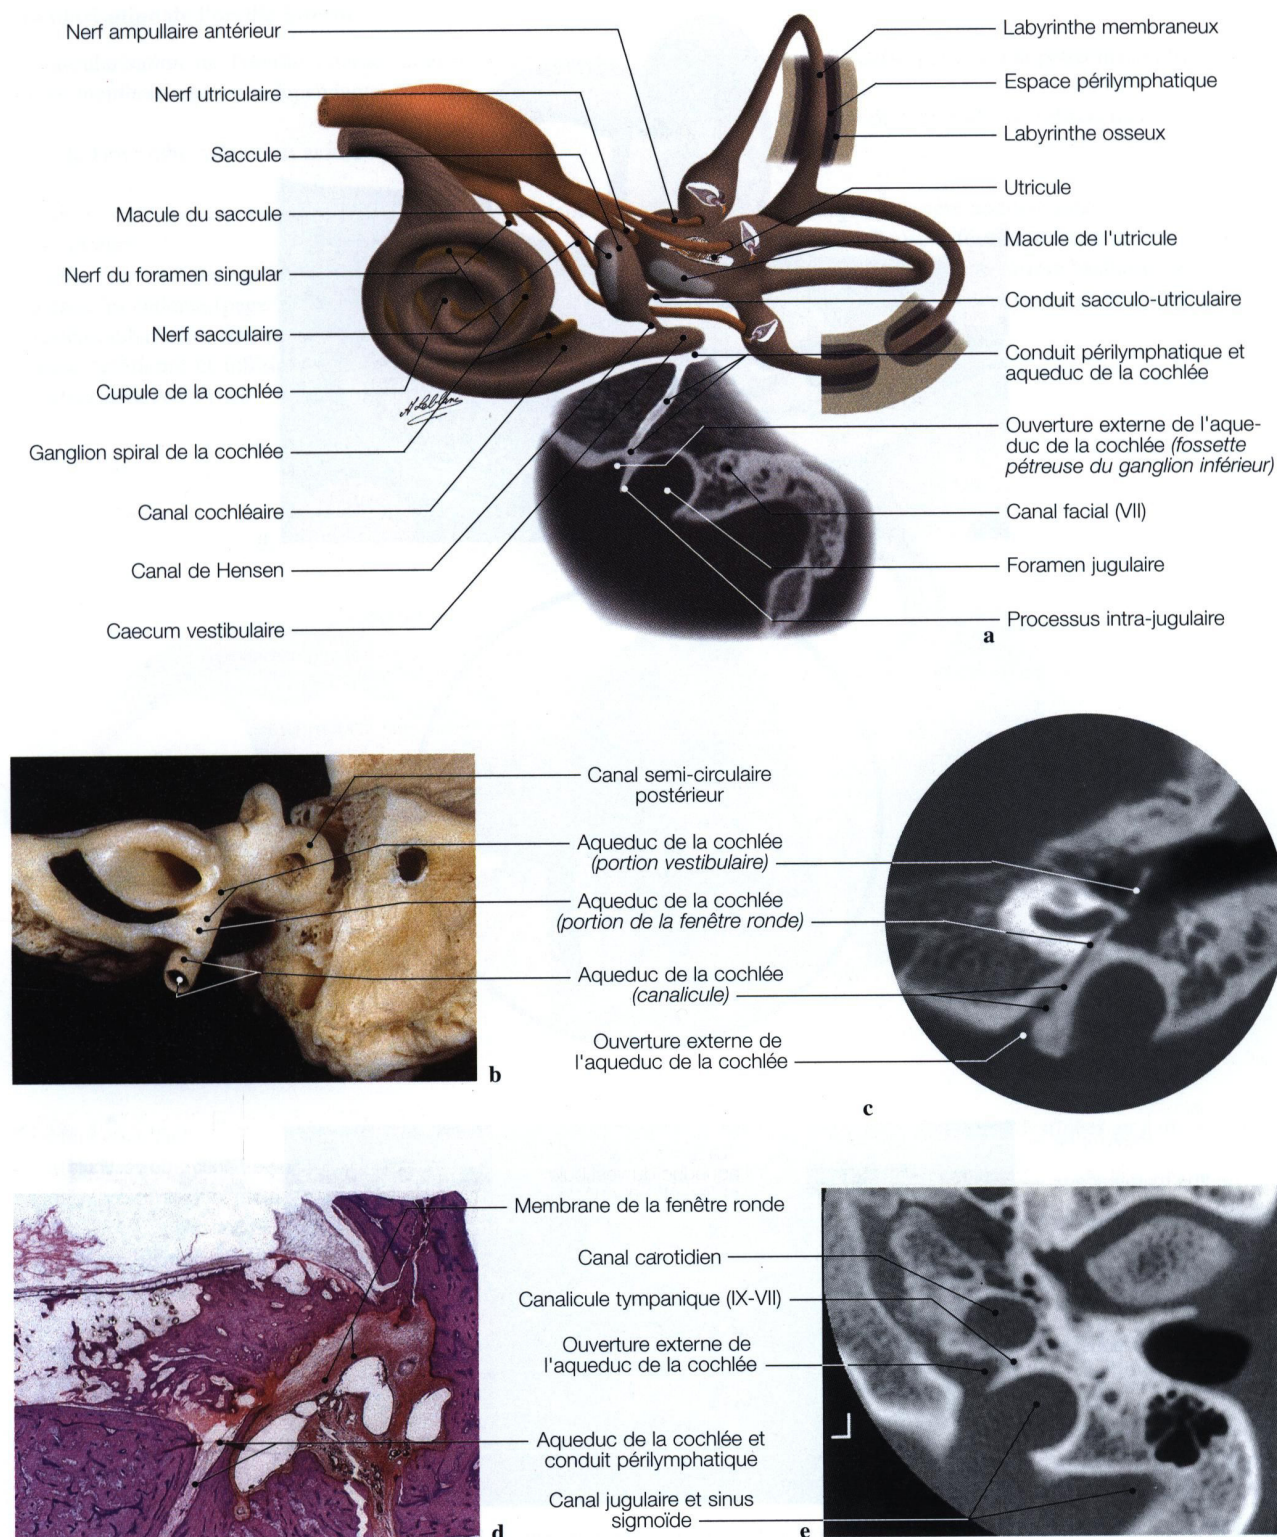 Nerf ampullaire antérieur
Nerf utriculaire
Saccule
Macule du saccule
Nerf du foramen singular
Nerf sacculaire
Cupule de la cochlée
Ganglion spiral de la cochlée
Canal cochléaire
Canal de Hensen
Caecum vestibulaire
Labyrinthe membraneux
Espace périlymphatique
Labyrinthe osseux
Utricule
Macule de l'utricule
Conduit sacculo-utriculaire
Conduit périlymphatique et
aqueduc de la cochlée
Ouverture externe de l'aque-
duc de la cochlée (fossette
pétreuse du ganglion inférieur)
Canal facial (VII)
Foramen jugulaire
Processus intra-jugulaire
a
Canal semi-circulaire
postérieur
Aqueduc de la cochlée
(portion vestibulaire)
Aqueduc de la cochlée
(portion de la fenêtre ronde)
Aqueduc de la cochlée
(canalicule)
Ouverture externe de
l'aqueduc de la cochlée
b
c
Membrane de la fenêtre ronde
Canal carotidien
Canalicule tympanique (IX-VII)
Ouverture externe de
l'aqueduc de la cochlée
Aqueduc de la cochlée et
conduit périlymphatique
Canal jugulaire et sinus
sigmoïde
d
e